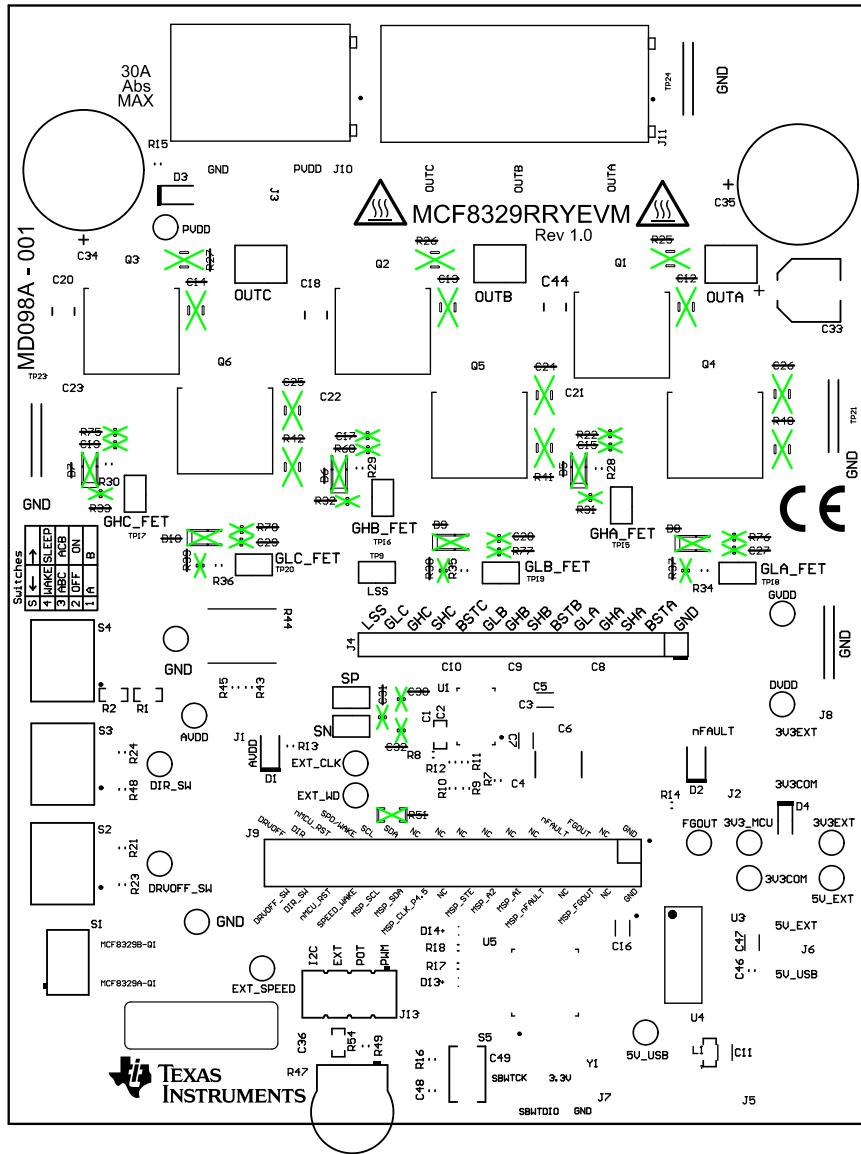 30A
Abs
MAX
TP24
GND
J11
R15
GND
PVDD
J10
D3
J3
OUTC
OUTB
OUTA
MCF8329RRYEVM
Rev 1.0
C35
+
PVDD
C34
+
MD098A - 001
Q3
R27
R26
R25
Q2
Q1
OUTC
OUTB
OUTA
+
C33
C20
C14
C18
C13
C44
C12
TP23
C23
Q6
C25
C22
Q5
C24
C21
Q4
C26
TP21
GND
R75
C19
R42
C17
R68
R41
R22
C15
R40
D7
R30
R33
D6
R29
R32
D5
R28
R31
GND
GHC_FET
TP17
GHB_FET
TP16
GHA_FET
TP15
CE
Switches
S ← →
4 WAKE SLEEP
3 ABC ACB
2 OFF ON
1 A B
D10
R78
C29
R39
R36
GLC_FET
TP20
TP9
LSS
D9
C28
R77
R38
R35
GLB_FET
TP19
D8
R76
C27
R37
R34
GLA_FET
TP18
GVDD
S4
GND
R44
J4
LSS
GLC
GHC
SHC
BSTC
GLB
GHB
SHB
BSTB
GLA
GHA
SHA
BSTA
GND
GND
C10
C9
C8
R2
R1
R45
R43
SP
C31
C30
U1
C5
C3
DVDD
J8
S3
AVDD
J1
AVDD
D1
SN
C32
C1
C2
C7
C6
nFAULT
3V3EXT
R24
R13
EXT_CLK
R8
R12
R11
R48
DIR_SW
EXT_WD
R10
R9
R7
C4
D2
J2
3V3COM
R14
D4
S2
R51
R21
J9
DRVOFF
DIR
nMCU_RST
SPD/WAKE
SCL
SDA
NC
NC
NC
NC
NC
nFAULT
FGOUT
NC
GND
FGOUT
3V3_MCU
3V3EXT
R23
DRVOFF_SW
3V3COM
5V_EXT
DRVOFF_SW
DIR_SW
nMCU_RST
SPEED_WAKE
MSP_SCL
MSP_SDA
MSP_CLK_P4.5
NC
MSP_STE
MSP_A2
MSP_A1
MSP_nFAULT
NC
MSP_FGOUT
NC
GND
S1
GND
MCF8329B-Q1
MCF8329A-Q1
D14+
R18
R17
D13+
U5
C16
U3
5V_EXT
C47
J6
C46
5V_USB
EXT_SPEED
I2C
EXT
POT
PWM
J13
U4
C36
R54
R49
S5
R16
C49
5V_USB
L1
C11
TEXAS
INSTRUMENTS
R47
C48
SBWTCK
3.3V
Y1
J7
SBWTDIO
GND
J5